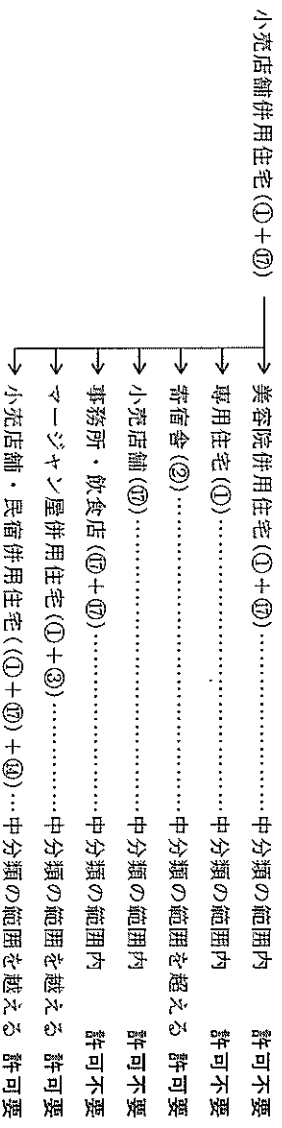 小売店舗併用住宅(①+⑰)
美容院併用住宅(①+⑰)……………………中分類の範囲内　許可不要
専用住宅(①)……………………………中分類の範囲内　許可不要
寄宿舎(②)………………………………中分類の範囲を超える　許可要
小売店舗(⑰)……………………………中分類の範囲内　許可不要
事務所・飲食店(⑰+⑰)…………………中分類の範囲内　許可不要
マージャン屋併用住宅(①+③)…………中分類の範囲を越える　許可要
小売店舗・民宿併用住宅((①+⑰)+⑭)…中分類の範囲を越える　許可要